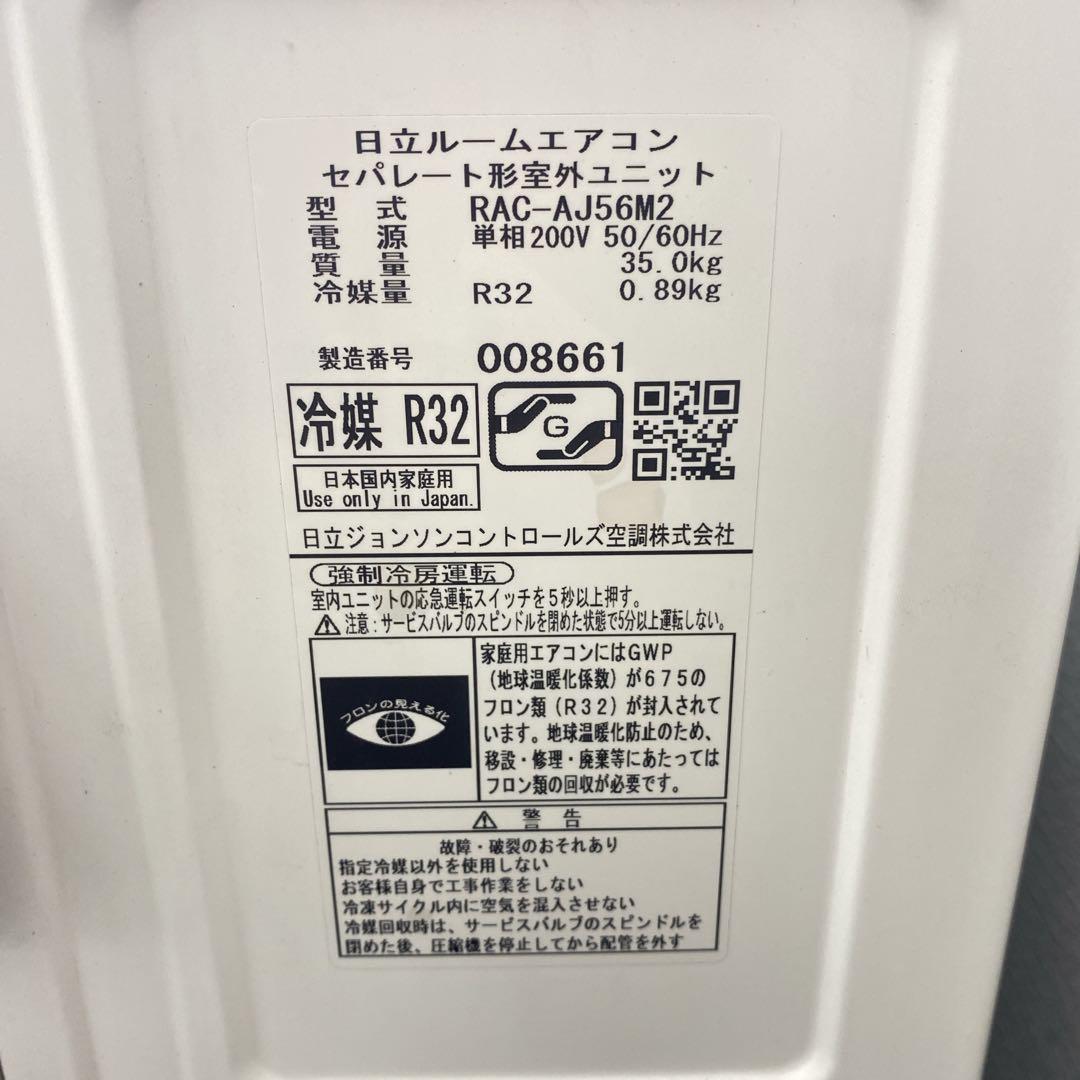 日立ルームエアコン
セパレート形室外ユニット
型 式 RAC-AJ56M2
電 源 単相200V 50/60Hz
質 量 35.0kg
冷媒量 R32 0.89kg
製造番号 008661
冷媒 R32
G
日本国内家庭用
Use only in Japan.
日立ジョンソンコントロールズ空調株式会社
強制冷房運転
室内ユニットの応急運転スイッチを5秒以上押す。
注意:サービスバルブのスピンドルを閉めた状態で5分以上運転しない。
フロンの見える化
家庭用エアコンにはGWP
(地球温暖化係数)が675の
フロン類(R32)が封入されて
います。地球温暖化防止のため、
移設・修理・廃棄等にあたっては
フロン類の回収が必要です。
警 告
故障・破裂のおそれあり
指定冷媒以外を使用しない
お客様自身で工事作業をしない
冷凍サイクル内に空気を混入させない
冷媒回収時は、サービスバルブのスピンドルを
閉めた後、圧縮機を停止してから配管を外す